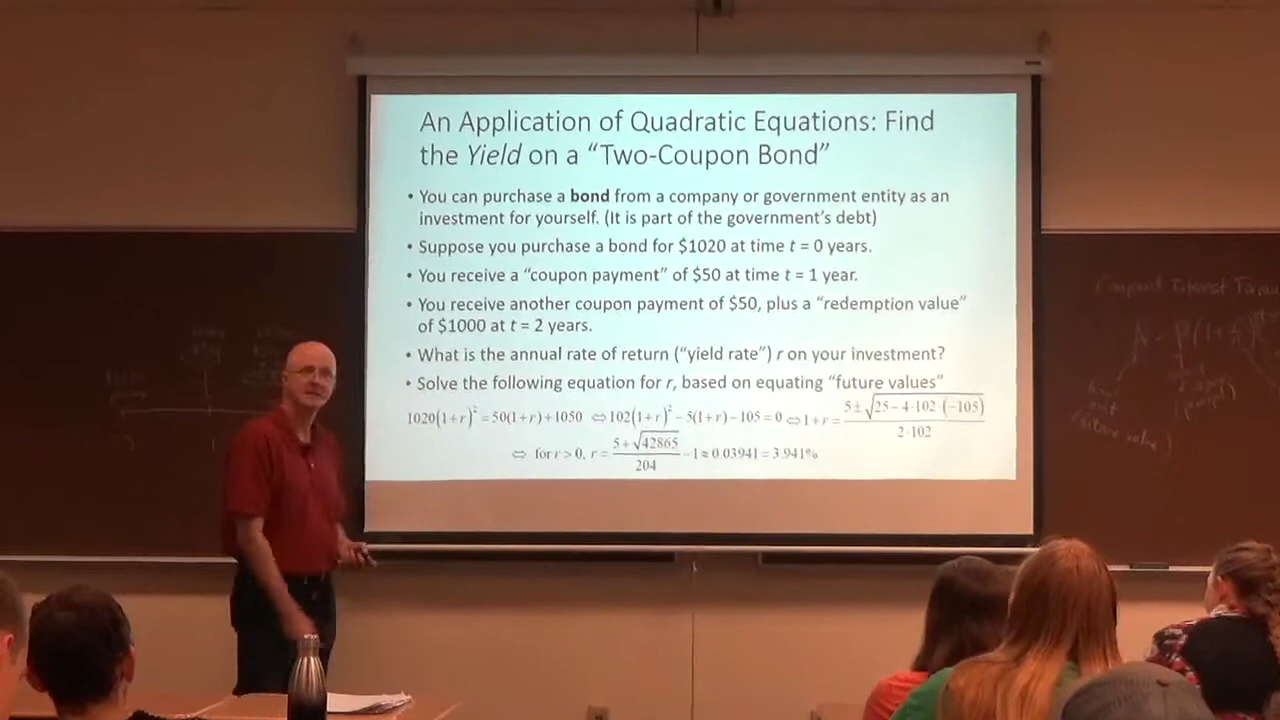 An Application of Quadratic Equations: Find
the Yield on a “Two-Coupon Bond”
• You can purchase a bond from a company or government entity as an
investment for yourself. (It is part of the government’s debt)
• Suppose you purchase a bond for $1020 at time t = 0 years.
• You receive a “coupon payment” of $50 at time t = 1 year.
• You receive another coupon payment of $50, plus a “redemption value”
of $1000 at t = 2 years.
• What is the annual rate of return (“yield rate”) r on your investment?
• Solve the following equation for r, based on equating “future values”
1020(1+r)² = 50(1+r)+1050 ⇔ 102(1+r)² − 5(1+r) − 105 = 0 ⇔ 1+r = (5±√(25−4·102·(−105)))/(2·102)
⇔ for r > 0, r = (5+√42865)/204 − 1 ≈ 0.03941 = 3.941%
Compound Interest Formula
(future value)